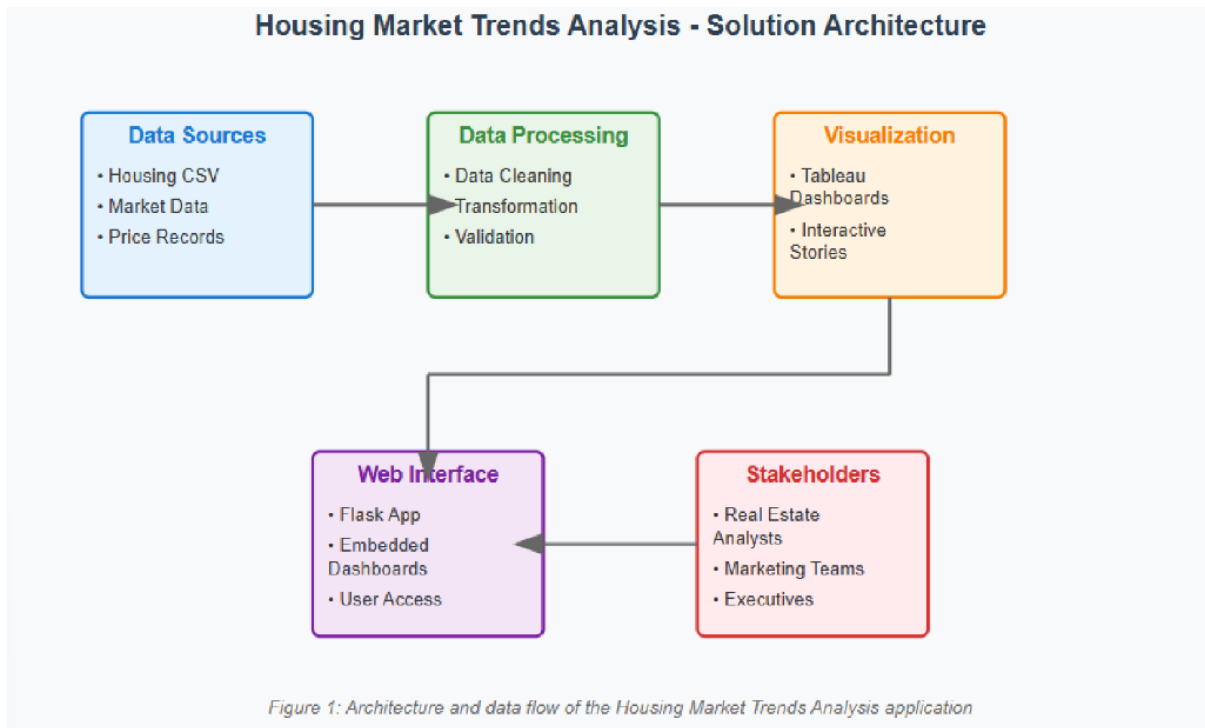 Housing Market Trends Analysis - Solution Architecture
Data Sources
• Housing CSV
• Market Data
• Price Records
Data Processing
• Data Cleaning
Transformation
• Validation
Visualization
• Tableau
Dashboards
• Interactive
Stories
Web Interface
• Flask App
• Embedded
Dashboards
• User Access
Stakeholders
• Real Estate
Analysts
• Marketing Teams
• Executives
Figure 1: Architecture and data flow of the Housing Market Trends Analysis application